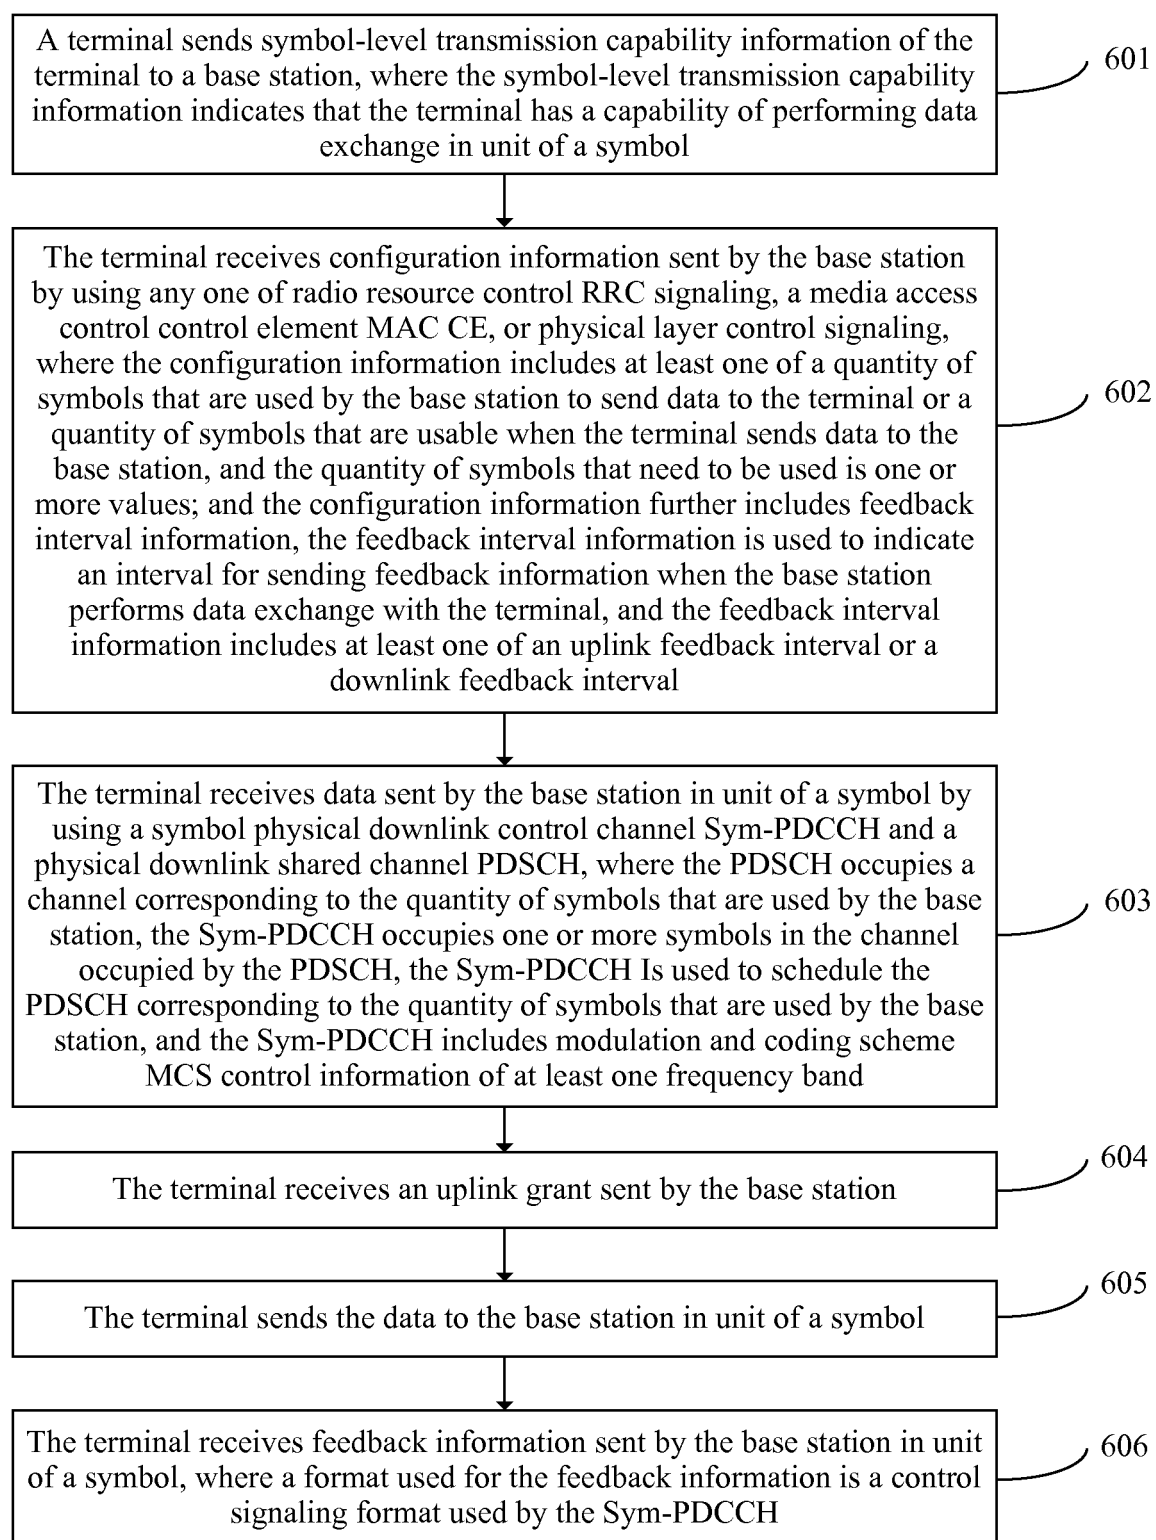 A terminal sends symbol-level transmission capability information of the
terminal to a base station, where the symbol-level transmission capability
information indicates that the terminal has a capability of performing data
exchange in unit of a symbol
601
The terminal receives configuration information sent by the base station
by using any one of radio resource control RRC signaling, a media access
control control element MAC CE, or physical layer control signaling,
where the configuration information includes at least one of a quantity of
symbols that are used by the base station to send data to the terminal or a
quantity of symbols that are usable when the terminal sends data to the
base station, and the quantity of symbols that need to be used is one or
more values; and the configuration information further includes feedback
interval information, the feedback interval information is used to indicate
an interval for sending feedback information when the base station
performs data exchange with the terminal, and the feedback interval
information includes at least one of an uplink feedback interval or a
downlink feedback interval
602
The terminal receives data sent by the base station in unit of a symbol by
using a symbol physical downlink control channel Sym-PDCCH and a
physical downlink shared channel PDSCH, where the PDSCH occupies a
channel corresponding to the quantity of symbols that are used by the base
station, the Sym-PDCCH occupies one or more symbols in the channel
occupied by the PDSCH, the Sym-PDCCH Is used to schedule the
PDSCH corresponding to the quantity of symbols that are used by the base
station, and the Sym-PDCCH includes modulation and coding scheme
MCS control information of at least one frequency band
603
The terminal receives an uplink grant sent by the base station
604
The terminal sends the data to the base station in unit of a symbol
605
The terminal receives feedback information sent by the base station in unit
of a symbol, where a format used for the feedback information is a control
signaling format used by the Sym-PDCCH
606